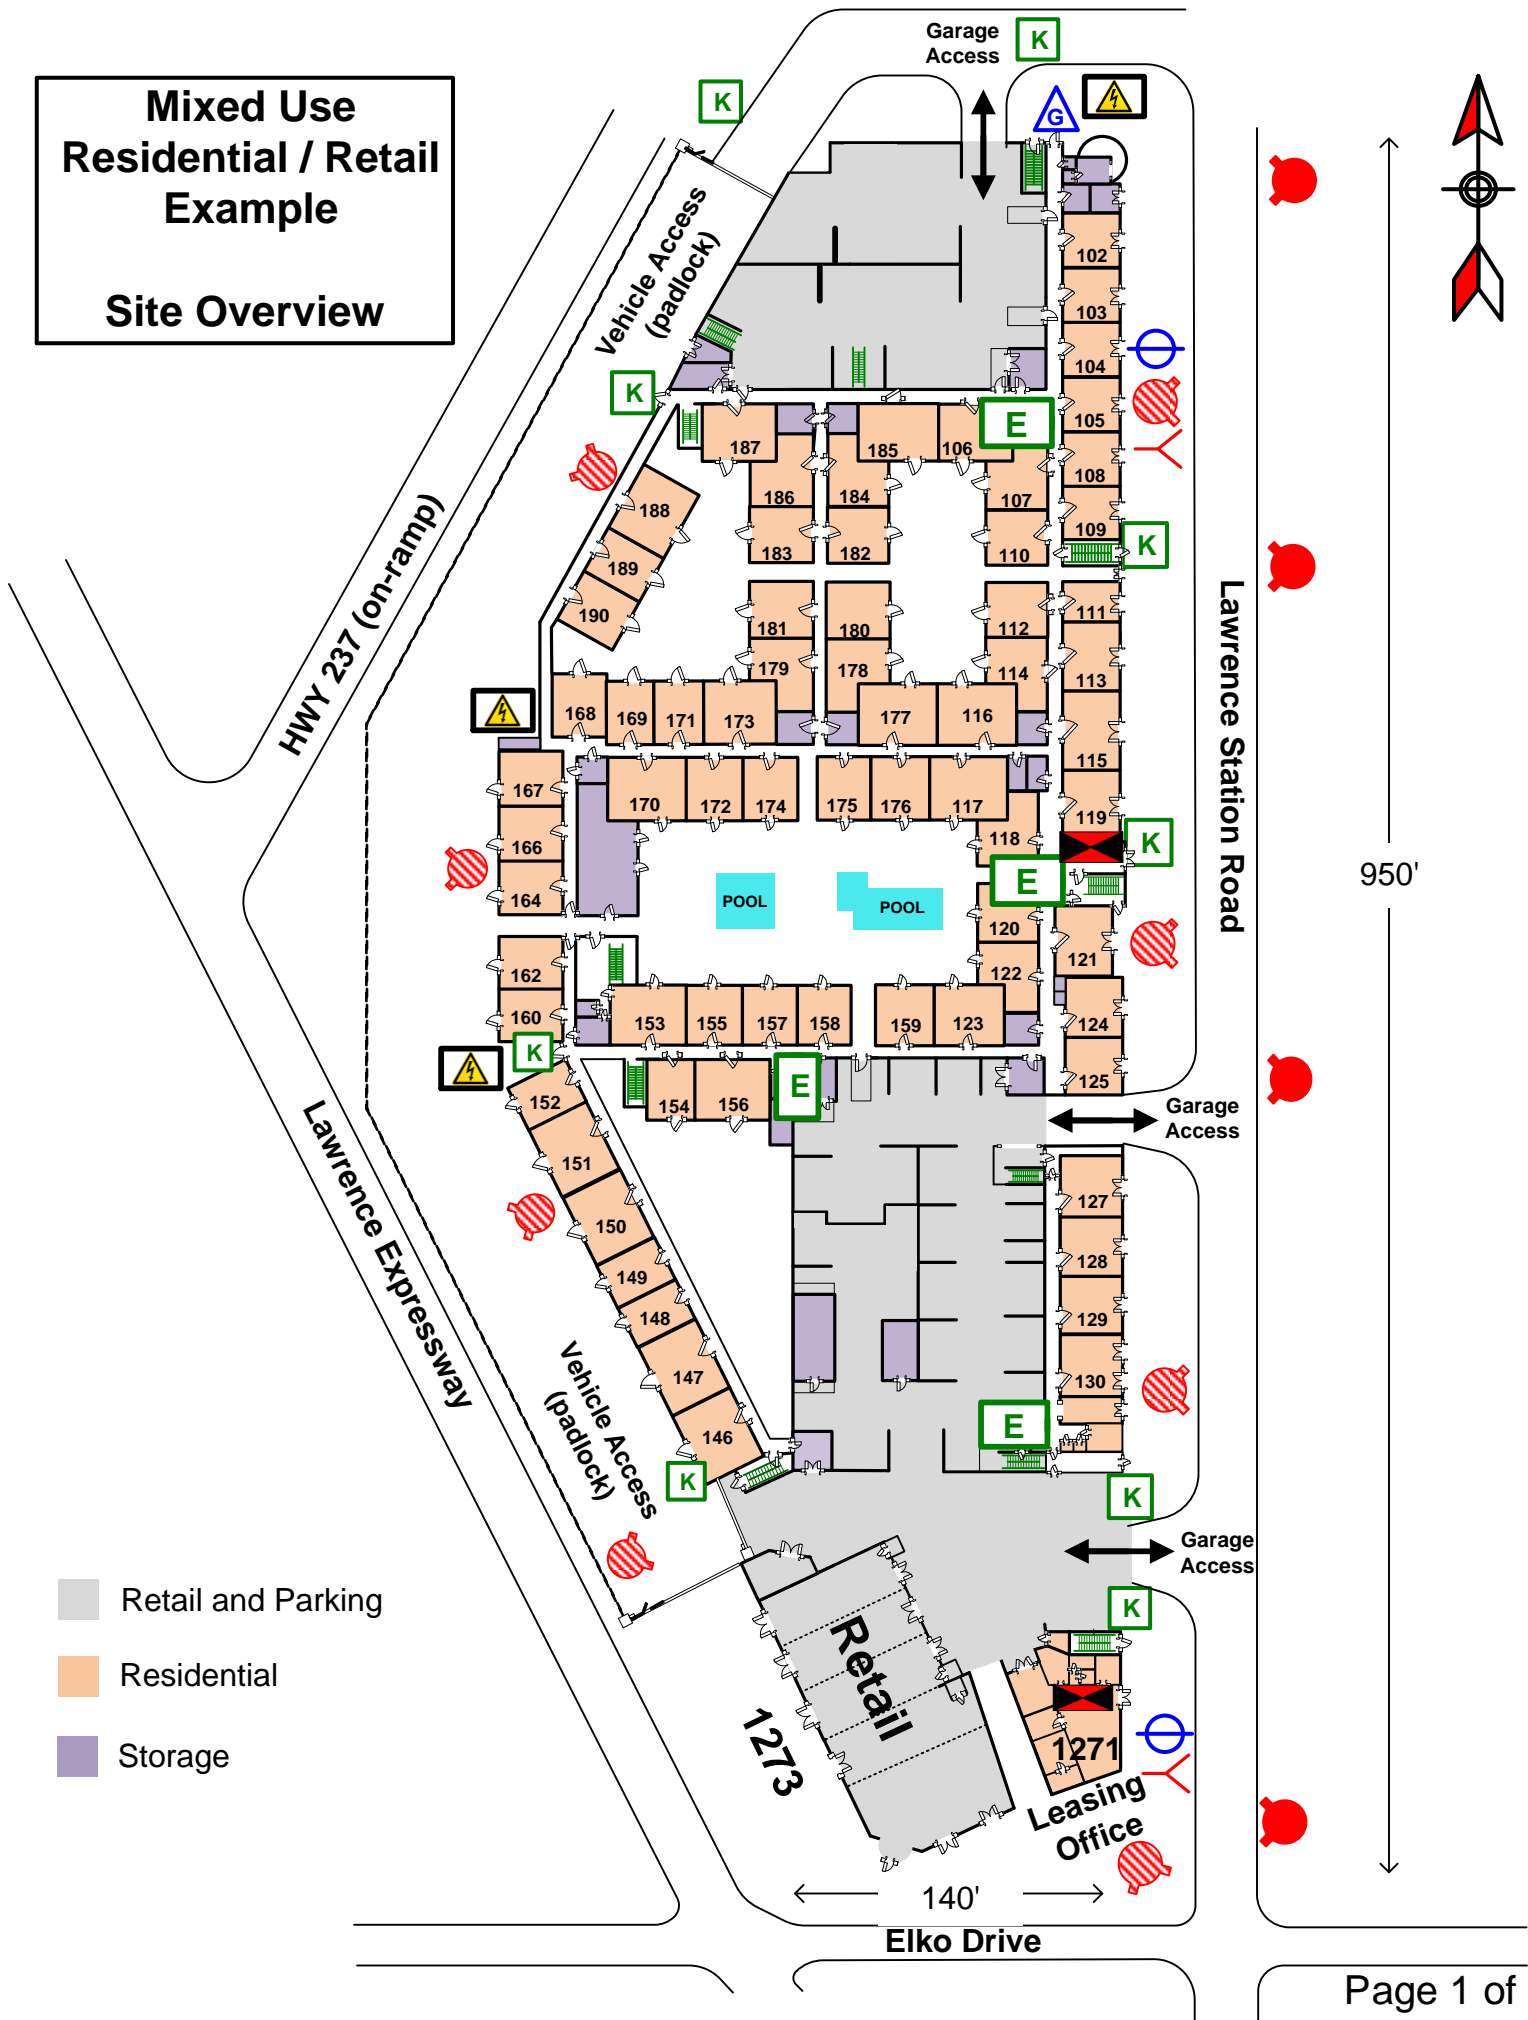 Mixed Use
Residential / Retail
Example
Site Overview
Garage
Access
K
K
G
Vehicle Access
(padlock)
K
102
103
104
105
108
109
K
E
187
185
106
186
184
107
183
182
110
188
189
190
HWY 237 (on-ramp)
181
180
112
111
179
178
114
113
168
169
171
173
177
116
115
167
170
172
174
175
176
117
119
118
K
166
164
E
POOL
POOL
120
121
162
122
160
153
155
157
158
159
123
124
K
125
Lawrence Station Road
950'
152
154
156
E
Garage
Access
151
150
149
148
147
146
K
127
128
129
130
E
K
Lawrence Expressway
Vehicle Access
(padlock)
Garage
Access
K
Retail and Parking
Residential
Storage
Retail
1273
1271
Leasing
Office
140'
Elko Drive
Page 1 of